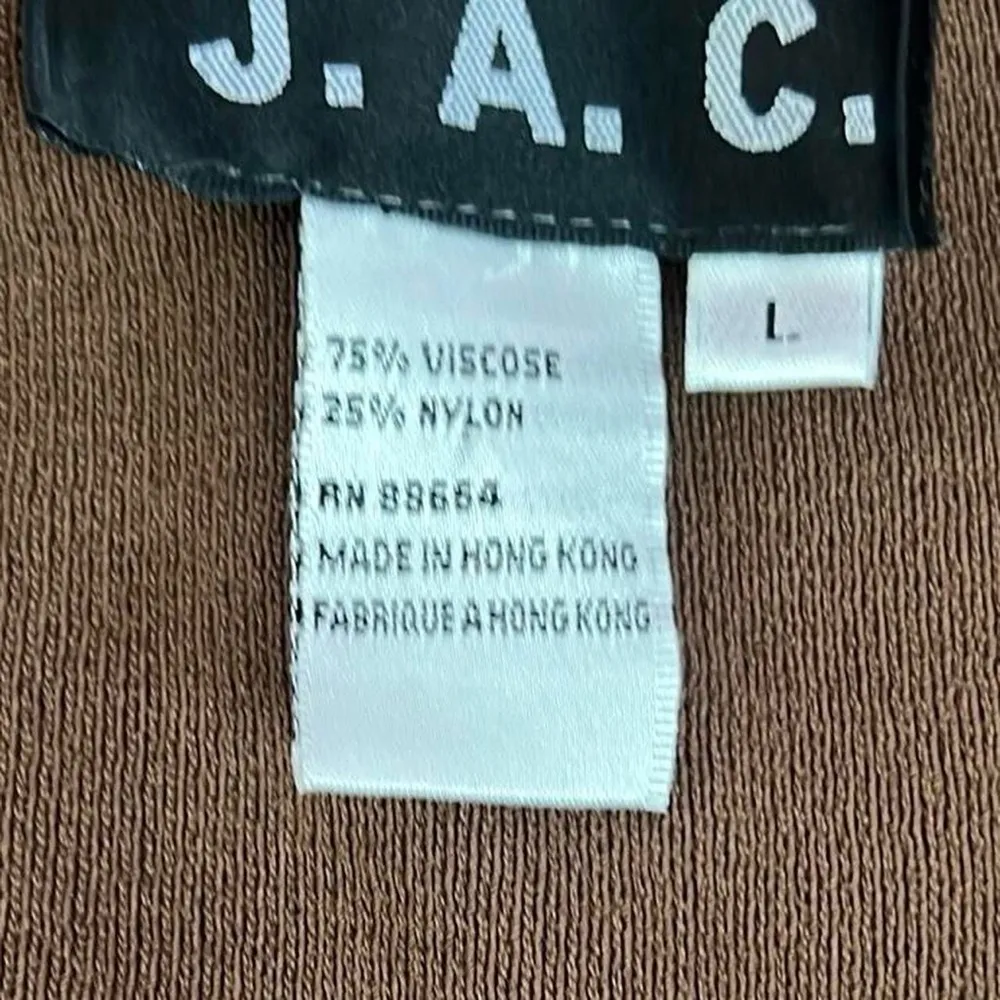 J. A. C.
L
75% VISCOSE
25% NYLON
RN 88664
MADE IN HONG KONG
FABRIQUE A HONG KONG